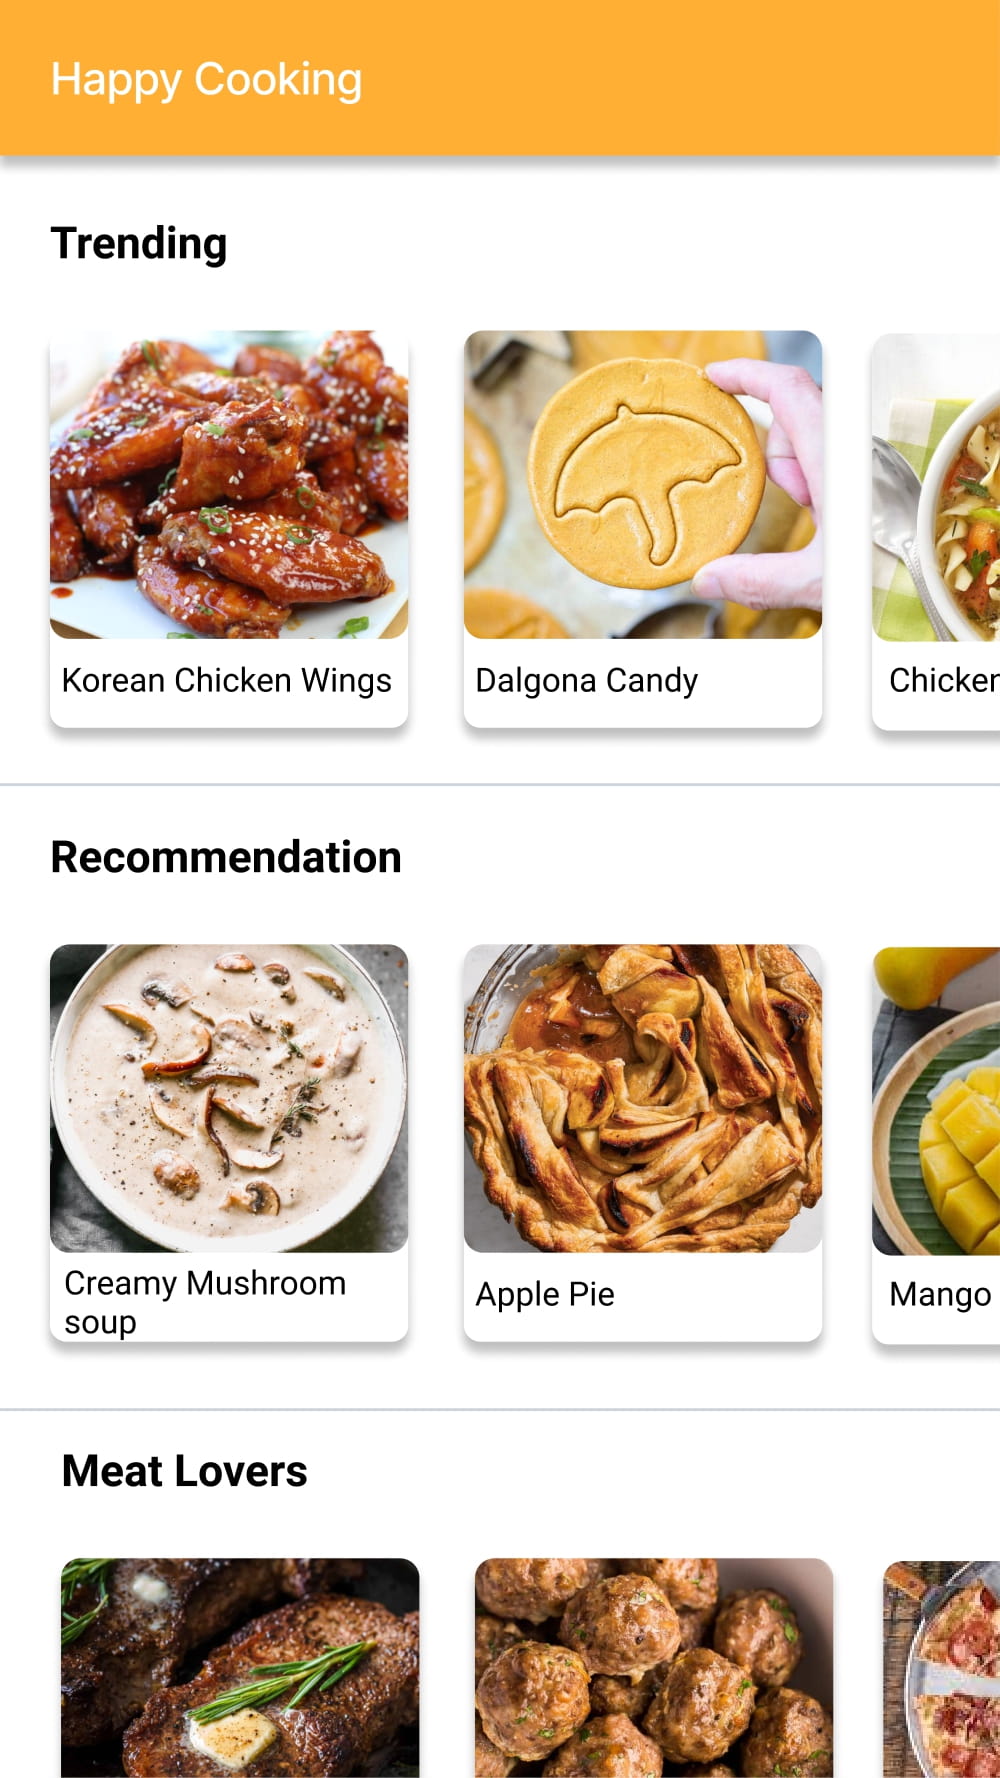 Happy Cooking
Trending
Korean Chicken Wings
Dalgona Candy
Chicken
Recommendation
Creamy Mushroom
soup
Apple Pie
Mango
Meat Lovers